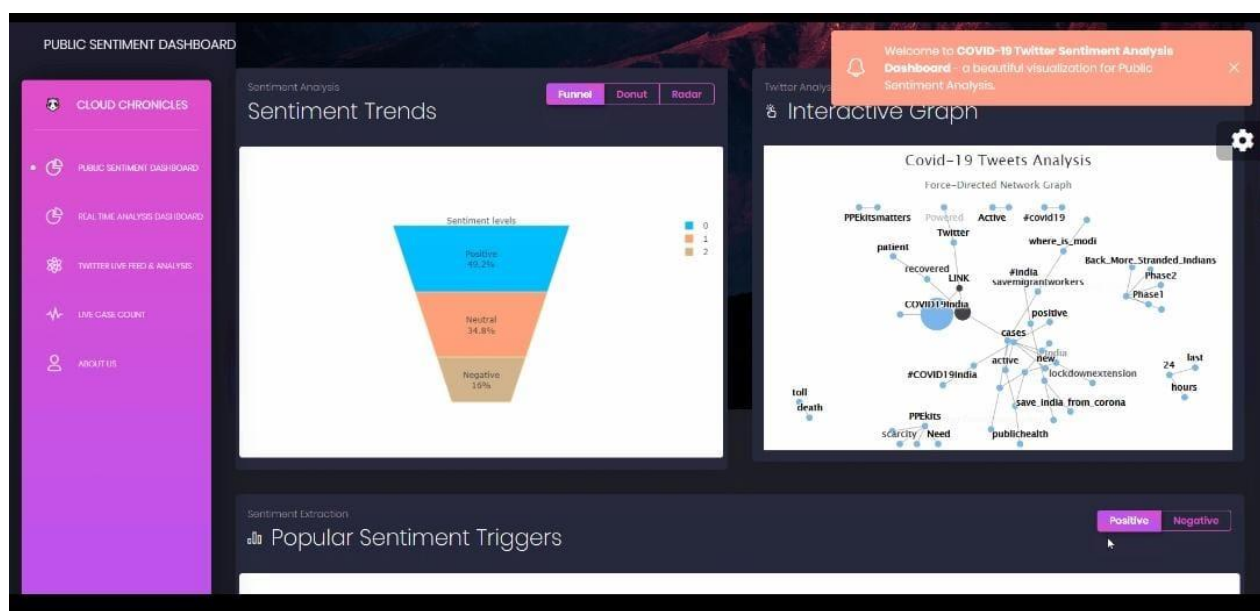 PUBLIC SENTIMENT DASHBOARD
CLOUD CHRONICLES
PUBLIC SENTIMENT DASHBOARD
REAL TIME ANALYSIS DASHBOARD
TWITTER LIVE FEED & ANALYSIS
LIVE CASE COUNT
ABOUT US
Sentiment Analysis
Sentiment Trends
Funnel Donut Radar
Sentiment levels
Positive
49.2%
Neutral
34.8%
Negative
16%
0
1
2
Welcome to COVID-19 Twitter Sentiment Analysis
Dashboard - a beautiful visualization for Public
Sentiment Analysis.
Twitter Analys
Interactive Graph
Covid-19 Tweets Analysis
Force-Directed Network Graph
PPEkitsmatters Powered Active #covid19
Twitter
patient
where_is_modi
recovered
LINK
#India
savemigrantworkers
Back_More_Stranded_Indians
Phase2
Phase1
COVID19India
positive
cases
active
new
India
lockdownextension
#COVID19India
24
last
hours
toll
death
save_india_from_corona
PPEkits
scarcity
Need
publichealth
Sentiment Extraction
Popular Sentiment Triggers
Positive Negative